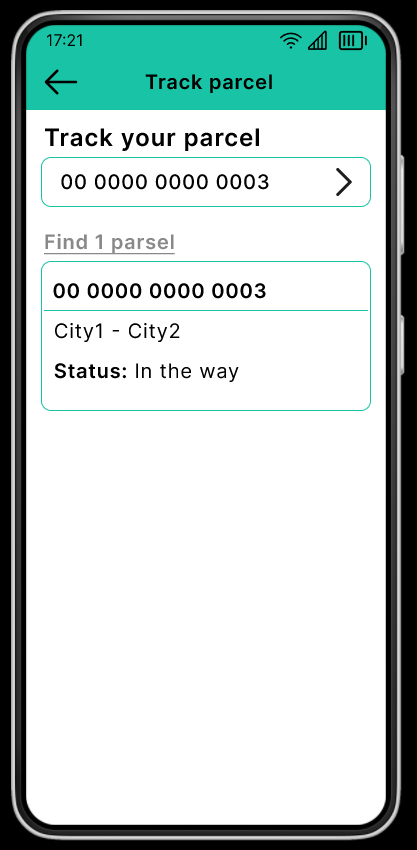 17:21
Track parcel
Track your parcel
00 0000 0000 0003
Find 1 parsel
00 0000 0000 0003
City1 - City2
Status: In the way